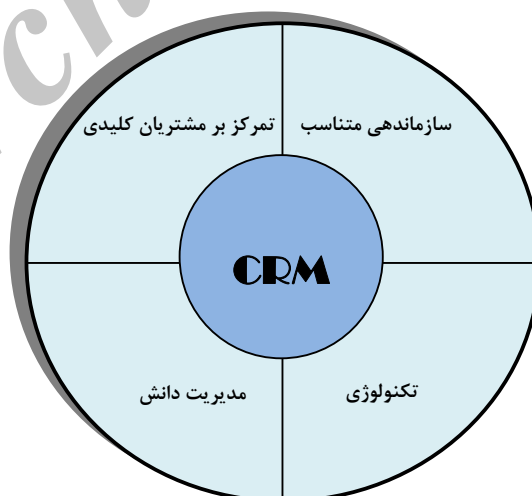 سازماندهی متناسب
تمرکز بر مشتریان کلیدی
CRM
تکنولوژی
مدیریت دانش